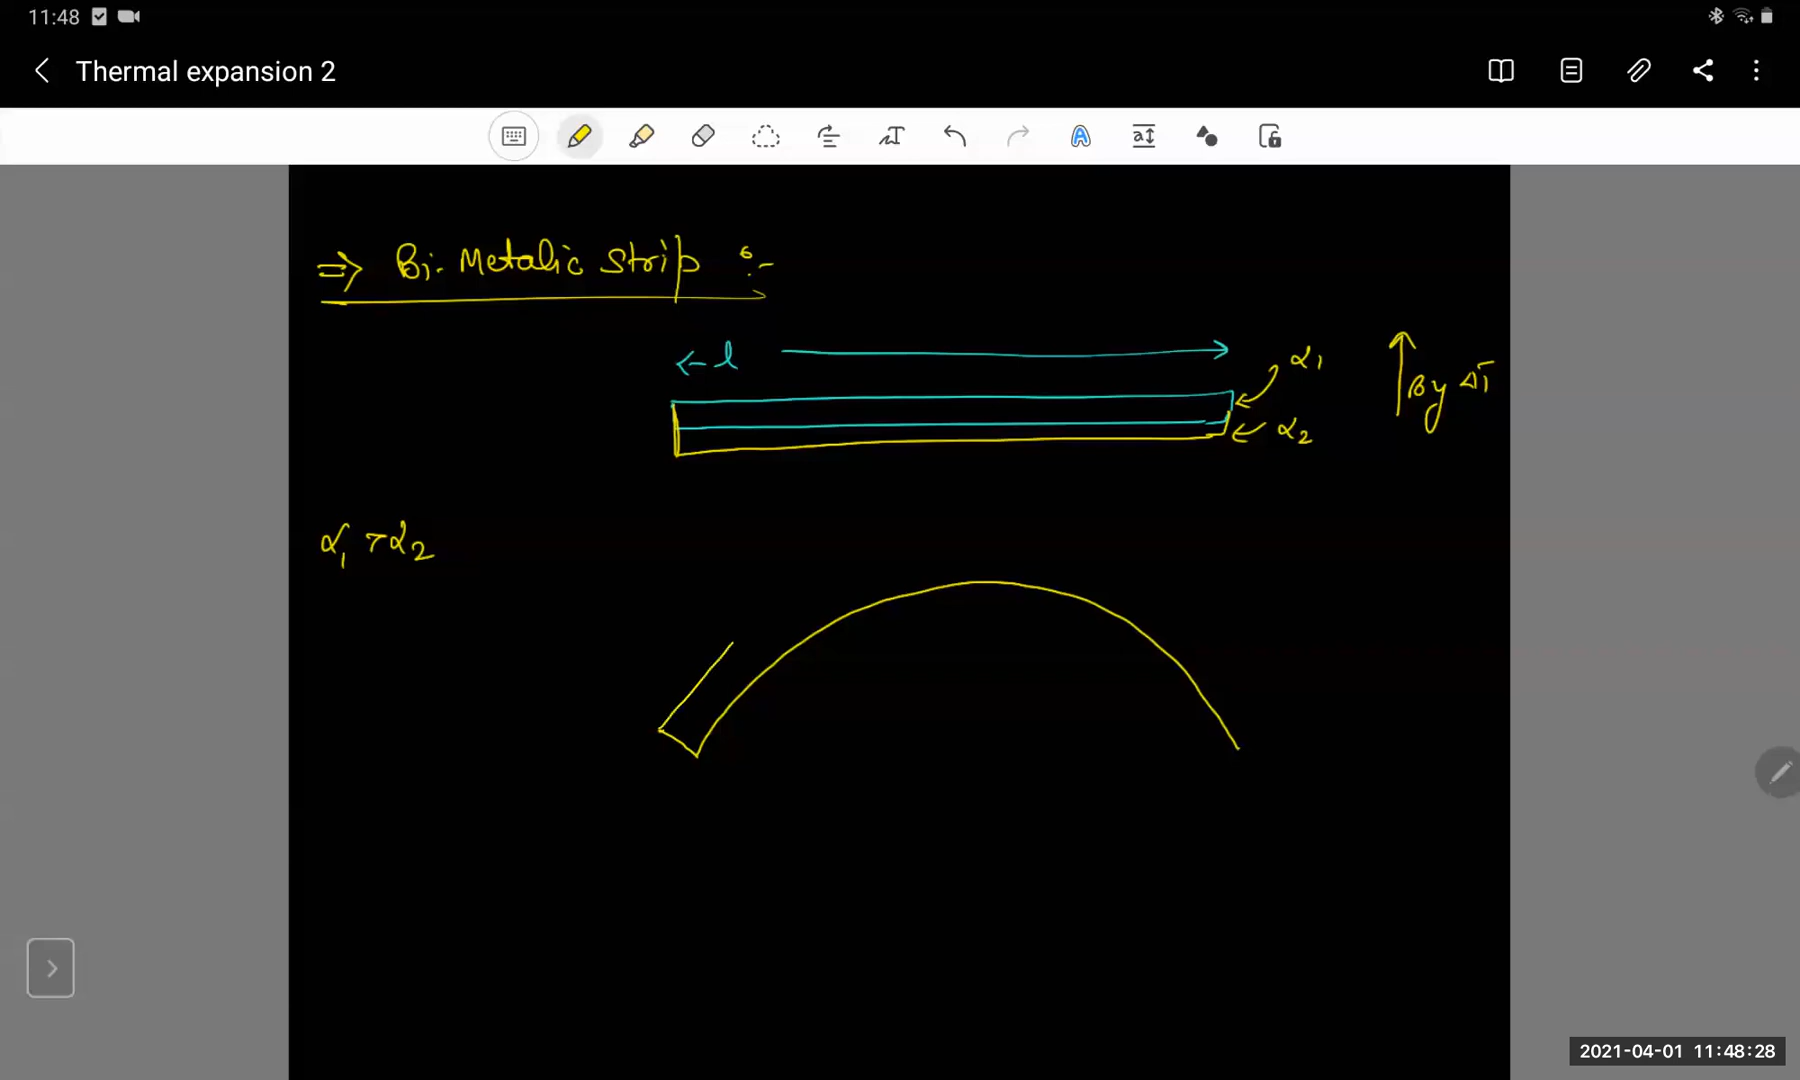 11:48
Thermal expansion 2
⇒ Bi-Metalic Strip :-
← l →
α1
By ΔT
α2
α1 > α2
2021-04-01 11:48:28